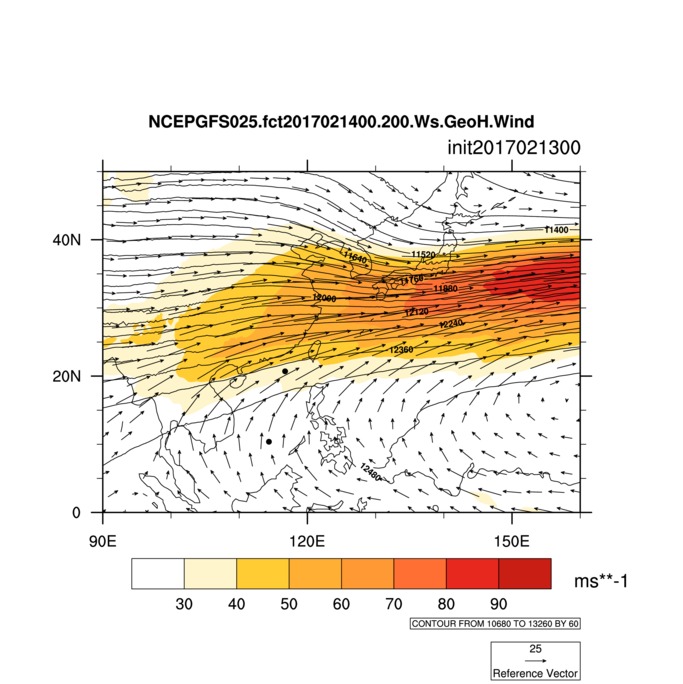 NCEPGFS025.fct2017021400.200.Ws.GeoH.Wind
init2017021300
40N
20N
0
11400
11640
11520
11760
11880
12000
12120
12240
12360
12480
90E
120E
150E
30 40 50 60 70 80 90
ms**-1
CONTOUR FROM 10680 TO 13260 BY 60
25
Reference Vector